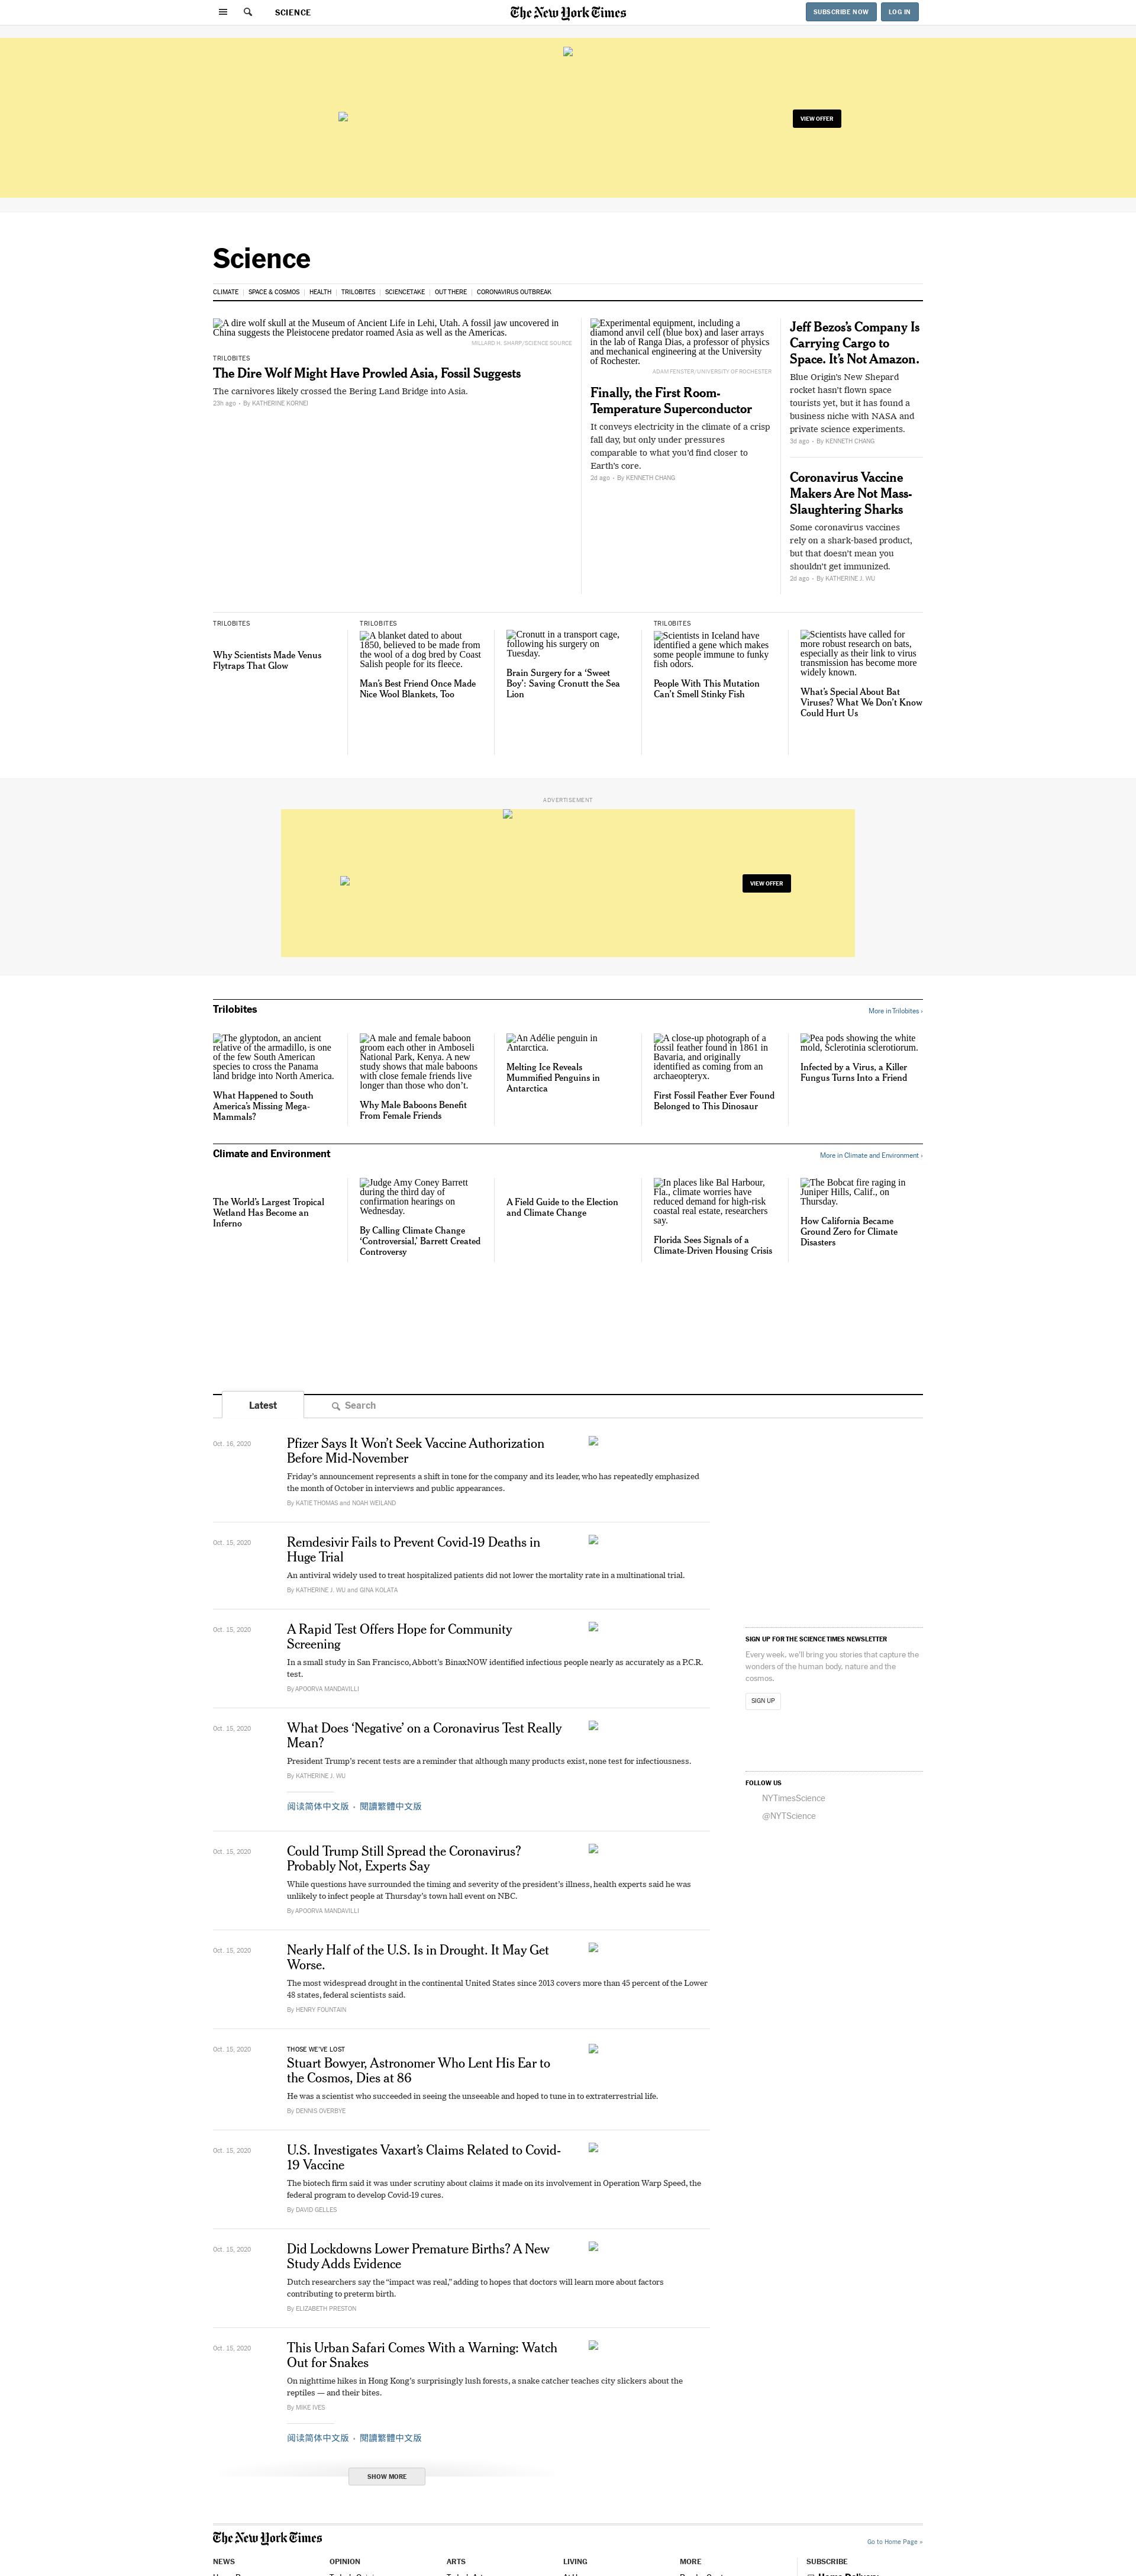 SCIENCE
The New York Times
SUBSCRIBE NOW
LOG IN
VIEW OFFER
Science
CLIMATE
SPACE & COSMOS
HEALTH
TRILOBITES
SCIENCETAKE
OUT THERE
CORONAVIRUS OUTBREAK
A dire wolf skull at the Museum of Ancient Life in Lehi, Utah. A fossil jaw uncovered in
China suggests the Pleistocene predator roamed Asia as well as the Americas.
MILLARD H. SHARP/SCIENCE SOURCE
TRILOBITES
The Dire Wolf Might Have Prowled Asia, Fossil Suggests
The carnivores likely crossed the Bering Land Bridge into Asia.
23h ago • By KATHERINE KORNEI
Experimental equipment, including a
diamond anvil cell (blue box) and laser arrays
in the lab of Ranga Dias, a professor of physics
and mechanical engineering at the University
of Rochester.
ADAM FENSTER/UNIVERSITY OF ROCHESTER
Finally, the First Room-
Temperature Superconductor
It conveys electricity in the climate of a crisp
fall day, but only under pressures
comparable to what you'd find closer to
Earth's core.
2d ago • By KENNETH CHANG
Jeff Bezos's Company Is
Carrying Cargo to
Space. It's Not Amazon.
Blue Origin's New Shepard
rocket hasn't flown space
tourists yet, but it has found a
business niche with NASA and
private science experiments.
3d ago • By KENNETH CHANG
Coronavirus Vaccine
Makers Are Not Mass-
Slaughtering Sharks
Some coronavirus vaccines
rely on a shark-based product,
but that doesn't mean you
shouldn't get immunized.
2d ago • By KATHERINE J. WU
TRILOBITES
Why Scientists Made Venus
Flytraps That Glow
TRILOBITES
A blanket dated to about
1850, believed to be made from
the wool of a dog bred by Coast
Salish people for its fleece.
Man's Best Friend Once Made
Nice Wool Blankets, Too
Cronutt in a transport cage,
following his surgery on
Tuesday.
Brain Surgery for a 'Sweet
Boy': Saving Cronutt the Sea
Lion
TRILOBITES
Scientists in Iceland have
identified a gene which makes
some people immune to funky
fish odors.
People With This Mutation
Can't Smell Stinky Fish
Scientists have called for
more robust research on bats,
especially as their link to virus
transmission has become more
widely known.
What's Special About Bat
Viruses? What We Don't Know
Could Hurt Us
ADVERTISEMENT
VIEW OFFER
Trilobites
More in Trilobites ›
The glyptodon, an ancient
relative of the armadillo, is one
of the few South American
species to cross the Panama
land bridge into North America.
What Happened to South
America's Missing Mega-
Mammals?
A male and female baboon
groom each other in Amboseli
National Park, Kenya. A new
study shows that male baboons
with close female friends live
longer than those who don't.
Why Male Baboons Benefit
From Female Friends
An Adélie penguin in
Antarctica.
Melting Ice Reveals
Mummified Penguins in
Antarctica
A close-up photograph of a
fossil feather found in 1861 in
Bavaria, and originally
identified as coming from an
archaeopteryx.
First Fossil Feather Ever Found
Belonged to This Dinosaur
Pea pods showing the white
mold, Sclerotinia sclerotiorum.
Infected by a Virus, a Killer
Fungus Turns Into a Friend
Climate and Environment
More in Climate and Environment ›
The World's Largest Tropical
Wetland Has Become an
Inferno
Judge Amy Coney Barrett
during the third day of
confirmation hearings on
Wednesday.
By Calling Climate Change
'Controversial,' Barrett Created
Controversy
A Field Guide to the Election
and Climate Change
In places like Bal Harbour,
Fla., climate worries have
reduced demand for high-risk
coastal real estate, researchers
say.
Florida Sees Signals of a
Climate-Driven Housing Crisis
The Bobcat fire raging in
Juniper Hills, Calif., on
Thursday.
How California Became
Ground Zero for Climate
Disasters
Latest
Search
Oct. 16, 2020
Pfizer Says It Won't Seek Vaccine Authorization
Before Mid-November
Friday's announcement represents a shift in tone for the company and its leader, who has repeatedly emphasized
the month of October in interviews and public appearances.
By KATIE THOMAS and NOAH WEILAND
Oct. 15, 2020
Remdesivir Fails to Prevent Covid-19 Deaths in
Huge Trial
An antiviral widely used to treat hospitalized patients did not lower the mortality rate in a multinational trial.
By KATHERINE J. WU and GINA KOLATA
Oct. 15, 2020
A Rapid Test Offers Hope for Community
Screening
In a small study in San Francisco, Abbott's BinaxNOW identified infectious people nearly as accurately as a P.C.R.
test.
By APOORVA MANDAVILLI
Oct. 15, 2020
What Does 'Negative' on a Coronavirus Test Really
Mean?
President Trump's recent tests are a reminder that although many products exist, none test for infectiousness.
By KATHERINE J. WU
阅读简体中文版 • 閱讀繁體中文版
Oct. 15, 2020
Could Trump Still Spread the Coronavirus?
Probably Not, Experts Say
While questions have surrounded the timing and severity of the president's illness, health experts said he was
unlikely to infect people at Thursday's town hall event on NBC.
By APOORVA MANDAVILLI
Oct. 15, 2020
Nearly Half of the U.S. Is in Drought. It May Get
Worse.
The most widespread drought in the continental United States since 2013 covers more than 45 percent of the Lower
48 states, federal scientists said.
By HENRY FOUNTAIN
Oct. 15, 2020
THOSE WE'VE LOST
Stuart Bowyer, Astronomer Who Lent His Ear to
the Cosmos, Dies at 86
He was a scientist who succeeded in seeing the unseeable and hoped to tune in to extraterrestrial life.
By DENNIS OVERBYE
Oct. 15, 2020
U.S. Investigates Vaxart's Claims Related to Covid-
19 Vaccine
The biotech firm said it was under scrutiny about claims it made on its involvement in Operation Warp Speed, the
federal program to develop Covid-19 cures.
By DAVID GELLES
Oct. 15, 2020
Did Lockdowns Lower Premature Births? A New
Study Adds Evidence
Dutch researchers say the "impact was real," adding to hopes that doctors will learn more about factors
contributing to preterm birth.
By ELIZABETH PRESTON
Oct. 15, 2020
This Urban Safari Comes With a Warning: Watch
Out for Snakes
On nighttime hikes in Hong Kong's surprisingly lush forests, a snake catcher teaches city slickers about the
reptiles — and their bites.
By MIKE IVES
阅读简体中文版 • 閱讀繁體中文版
SHOW MORE
SIGN UP FOR THE SCIENCE TIMES NEWSLETTER
Every week, we'll bring you stories that capture the
wonders of the human body, nature and the
cosmos.
SIGN UP
FOLLOW US
NYTimesScience
@NYTScience
The New York Times
Go to Home Page »
NEWS
OPINION
ARTS
LIVING
MORE
SUBSCRIBE